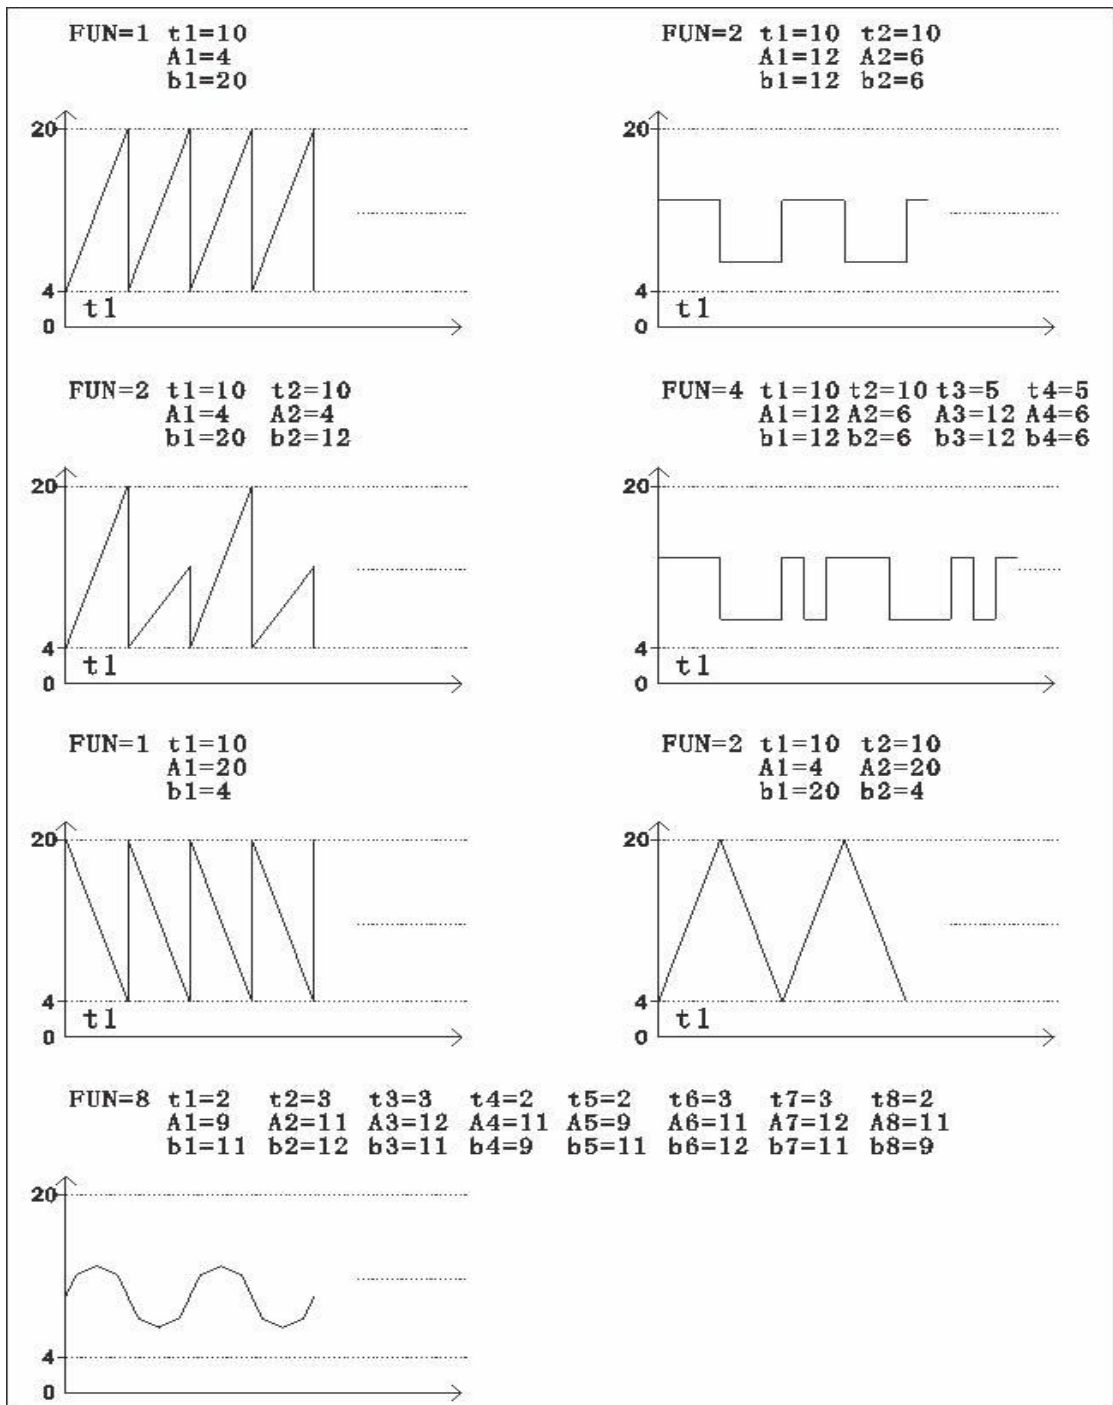 FUN=1 t1=10
A1=4
b1=20
20
4
t1
0
FUN=2 t1=10 t2=10
A1=12 A2=6
b1=12 b2=6
20
4
t1
0
FUN=2 t1=10 t2=10
A1=4 A2=4
b1=20 b2=12
20
4
t1
0
FUN=4 t1=10 t2=10 t3=5 t4=5
A1=12 A2=6 A3=12 A4=6
b1=12 b2=6 b3=12 b4=6
20
4
t1
0
FUN=1 t1=10
A1=20
b1=4
20
4
t1
0
FUN=2 t1=10 t2=10
A1=4 A2=20
b1=20 b2=4
20
4
t1
0
FUN=8 t1=2 t2=3 t3=3 t4=2 t5=2 t6=3 t7=3 t8=2
A1=9 A2=11 A3=12 A4=11 A5=9 A6=11 A7=12 A8=11
b1=11 b2=12 b3=11 b4=9 b5=11 b6=12 b7=11 b8=9
20
4
0